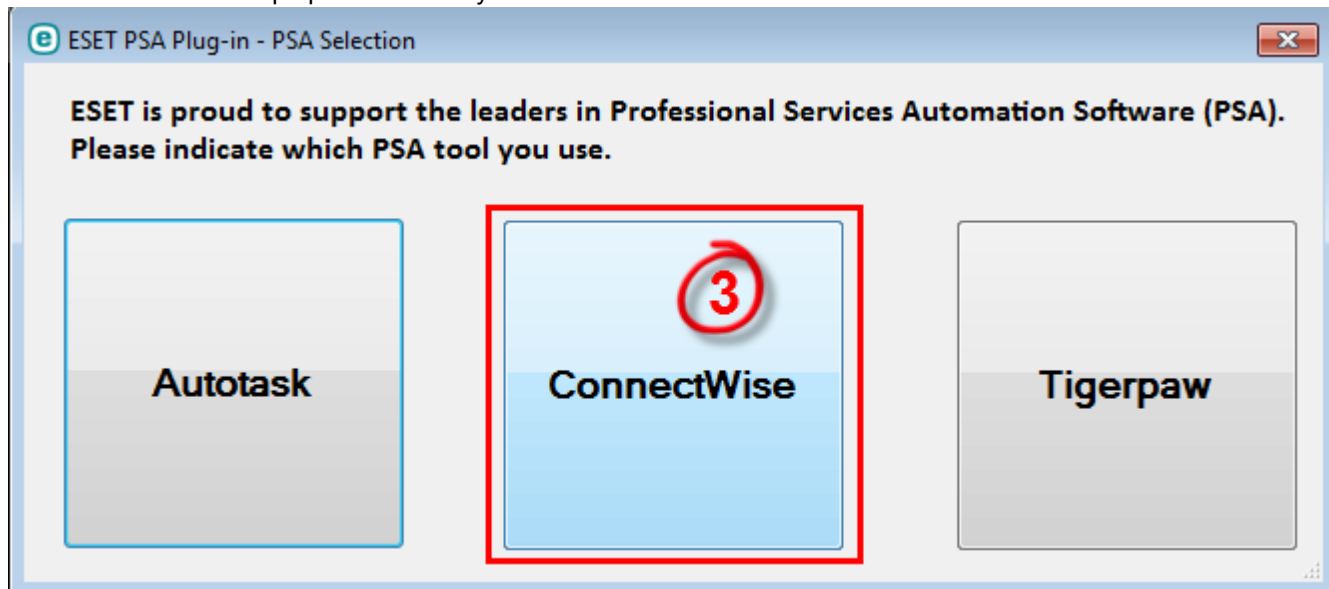 ESET PSA Plug-in - PSA Selection
ESET is proud to support the leaders in Professional Services Automation Software (PSA).
Please indicate which PSA tool you use.
3
Autotask
ConnectWise
Tigerpaw